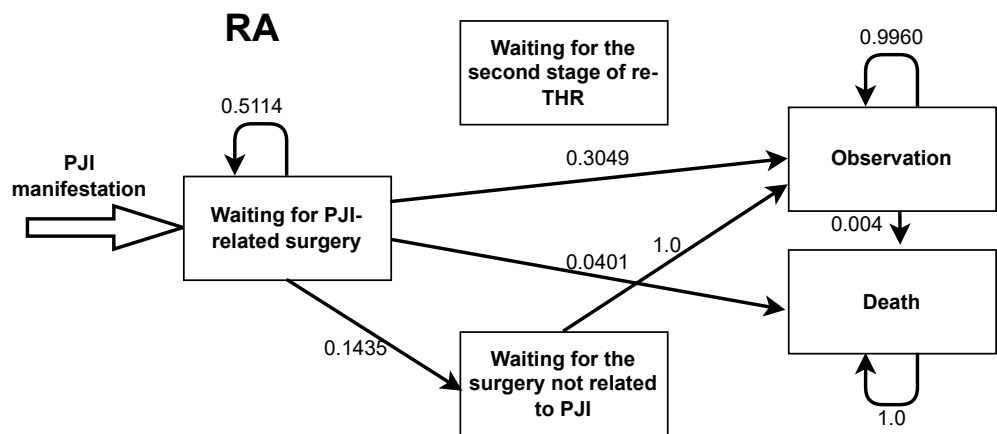 RA
Waiting for the
second stage of re-
THR
0.9960
0.5114
PJI
manifestation
Waiting for PJI-
related surgery
0.3049
Observation
1.0
0.004
0.0401
Death
0.1435
Waiting for the
surgery not related
to PJI
1.0